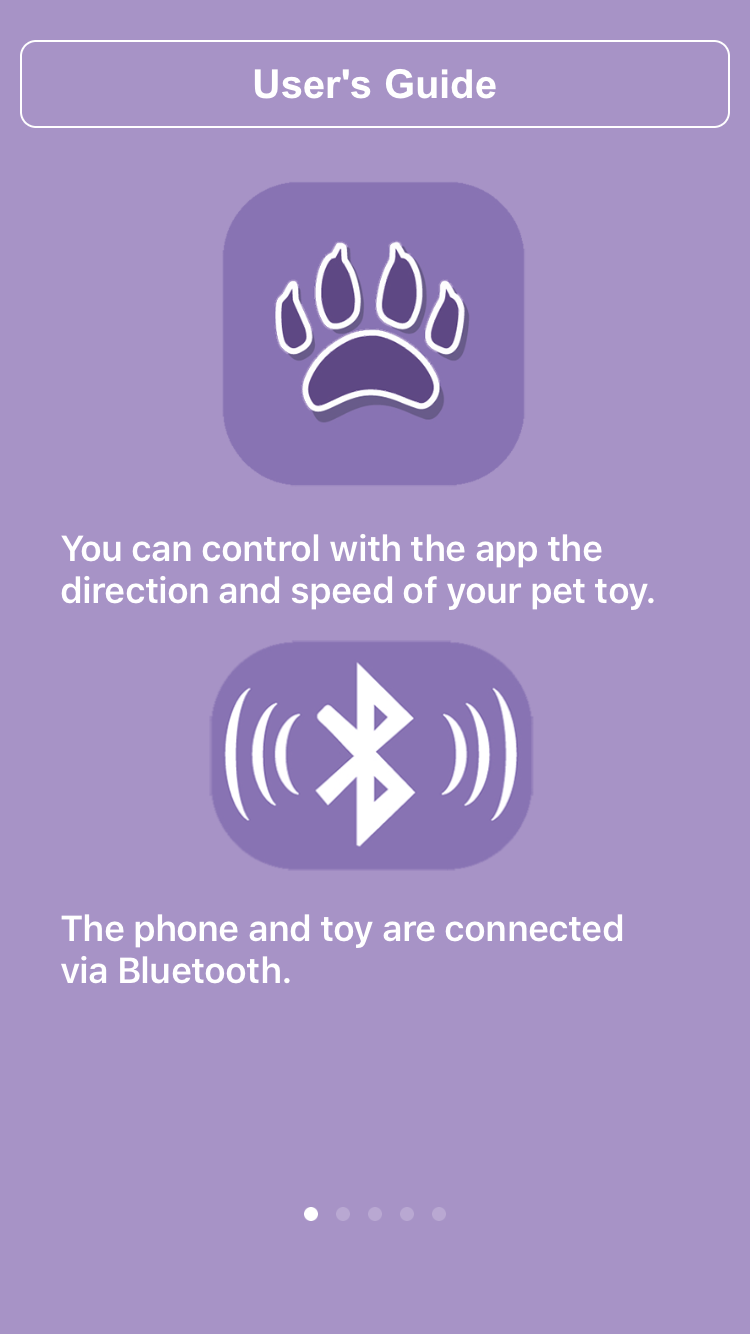 User's Guide
You can control with the app the
direction and speed of your pet toy.
The phone and toy are connected
via Bluetooth.